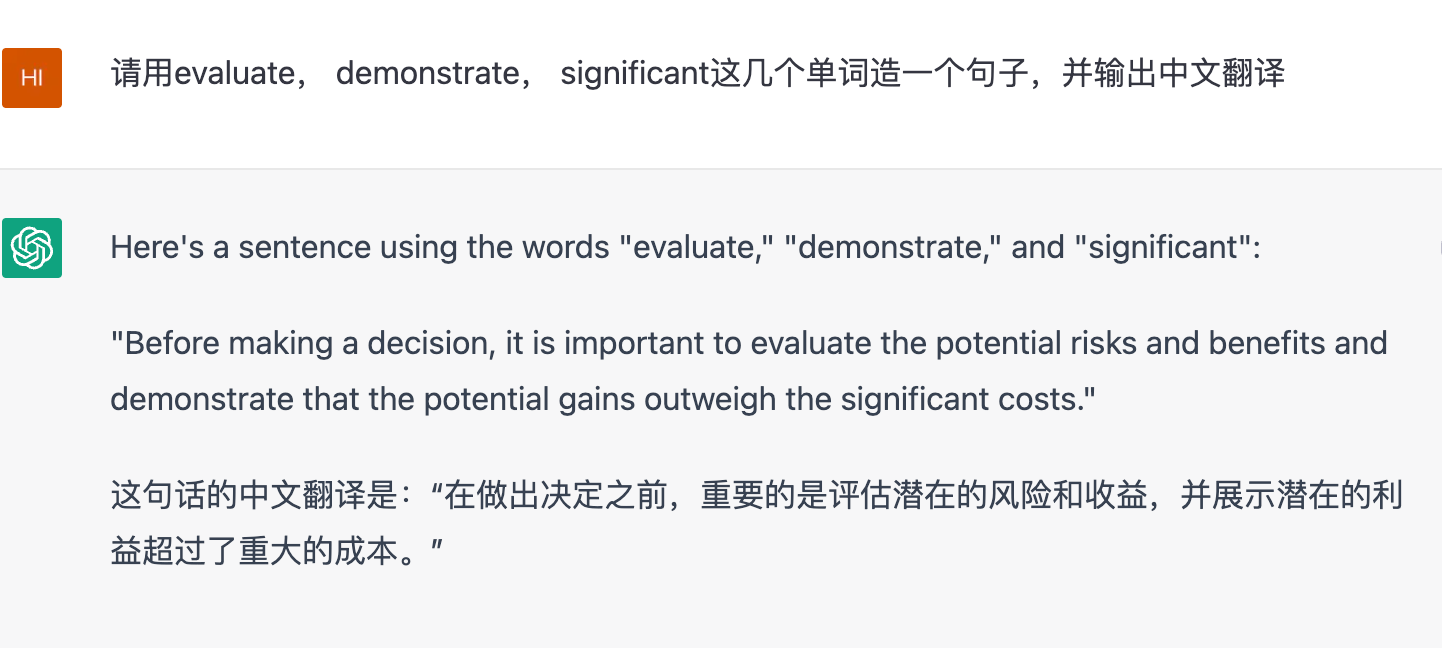 HI
请用evaluate， demonstrate， significant这几个单词造一个句子，并输出中文翻译
Here's a sentence using the words "evaluate," "demonstrate," and "significant":
"Before making a decision, it is important to evaluate the potential risks and benefits and
demonstrate that the potential gains outweigh the significant costs."
这句话的中文翻译是：“在做出决定之前，重要的是评估潜在的风险和收益，并展示潜在的利
益超过了重大的成本。”